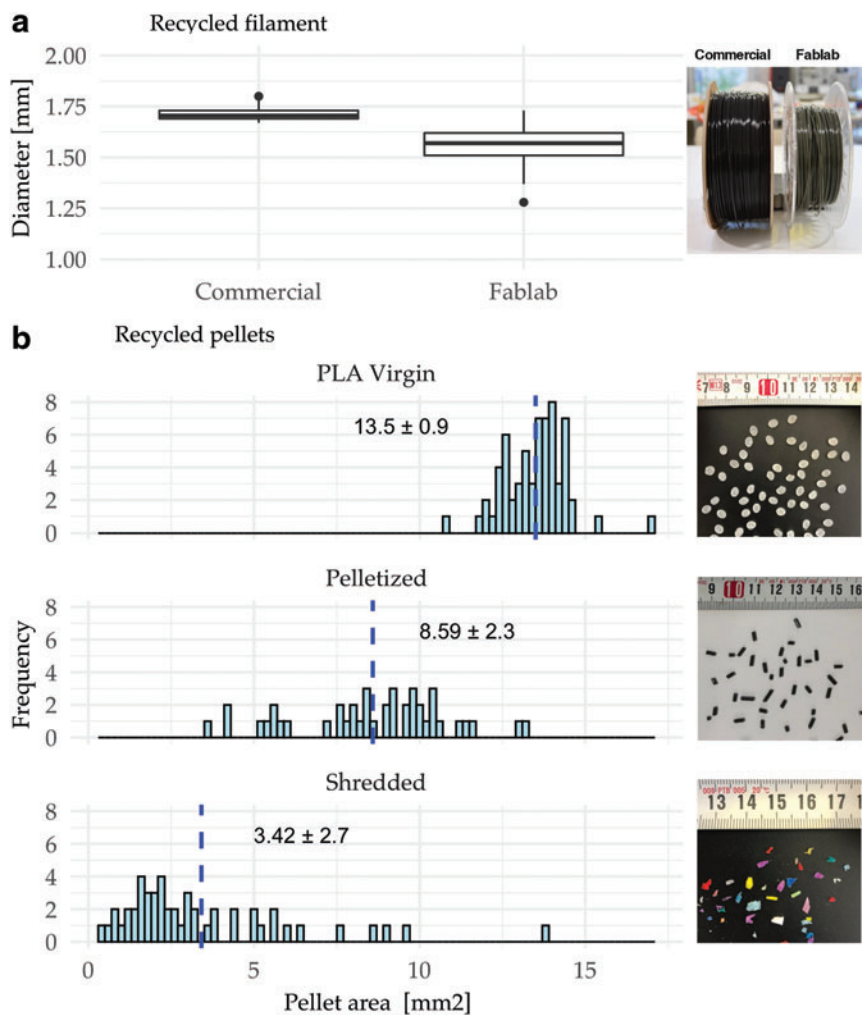 a
Recycled filament
Diameter [mm]
2.00
1.75
1.50
1.25
1.00
Commercial
Fablab
Commercial
Fablab
b
Recycled pellets
Frequency
PLA Virgin
8
6
4
2
0
13.5 ± 0.9
7 8 9 10 11 12 13 14
Pelletized
8
6
4
2
0
8.59 ± 2.3
9 10 11 12 13 14 15 16
Shredded
8
6
4
2
0
3.42 ± 2.7
13 14 15 16 17 1
0 5 10 15
Pellet area [mm2]